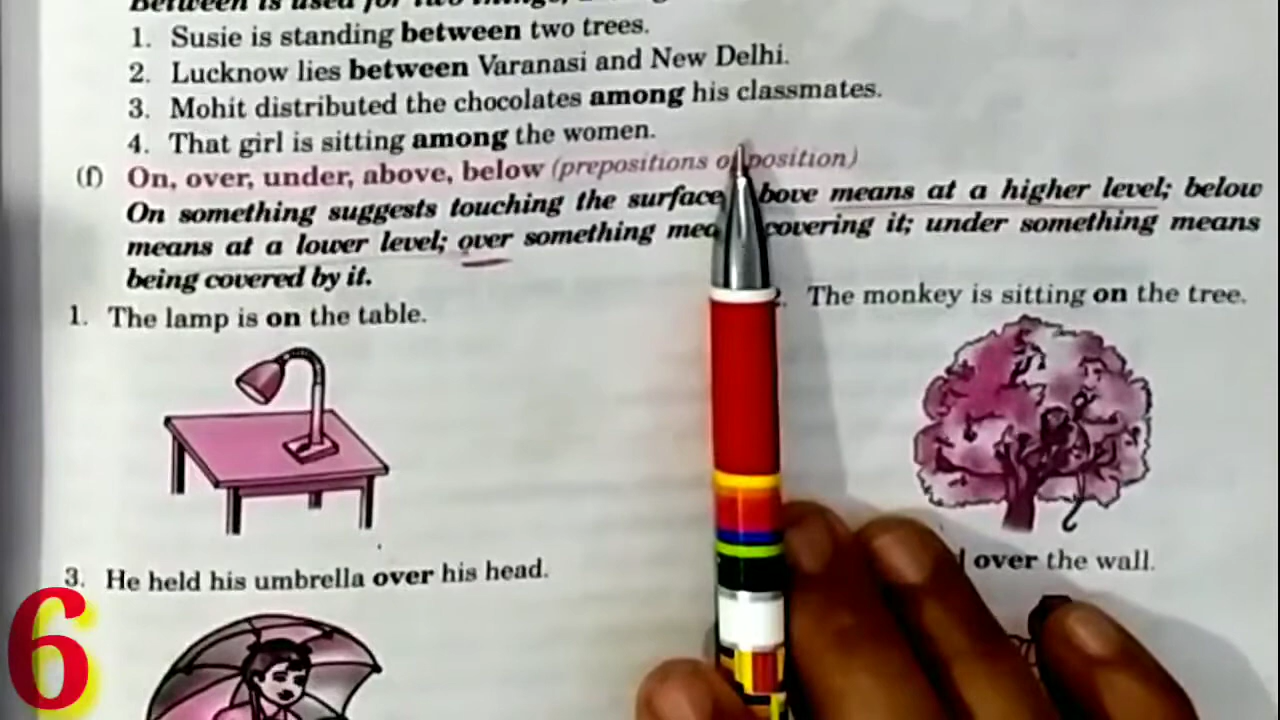 1. Susie is standing between two trees.
2. Lucknow lies between Varanasi and New Delhi.
3. Mohit distributed the chocolates among his classmates.
4. That girl is sitting among the women.
(f) On, over, under, above, below (prepositions of position)
On something suggests touching the surface bove means at a higher level; below
means at a lower level; over something mea covering it; under something means
being covered by it.
1. The lamp is on the table.
2. The monkey is sitting on the tree.
3. He held his umbrella over his head.
over the wall.
6